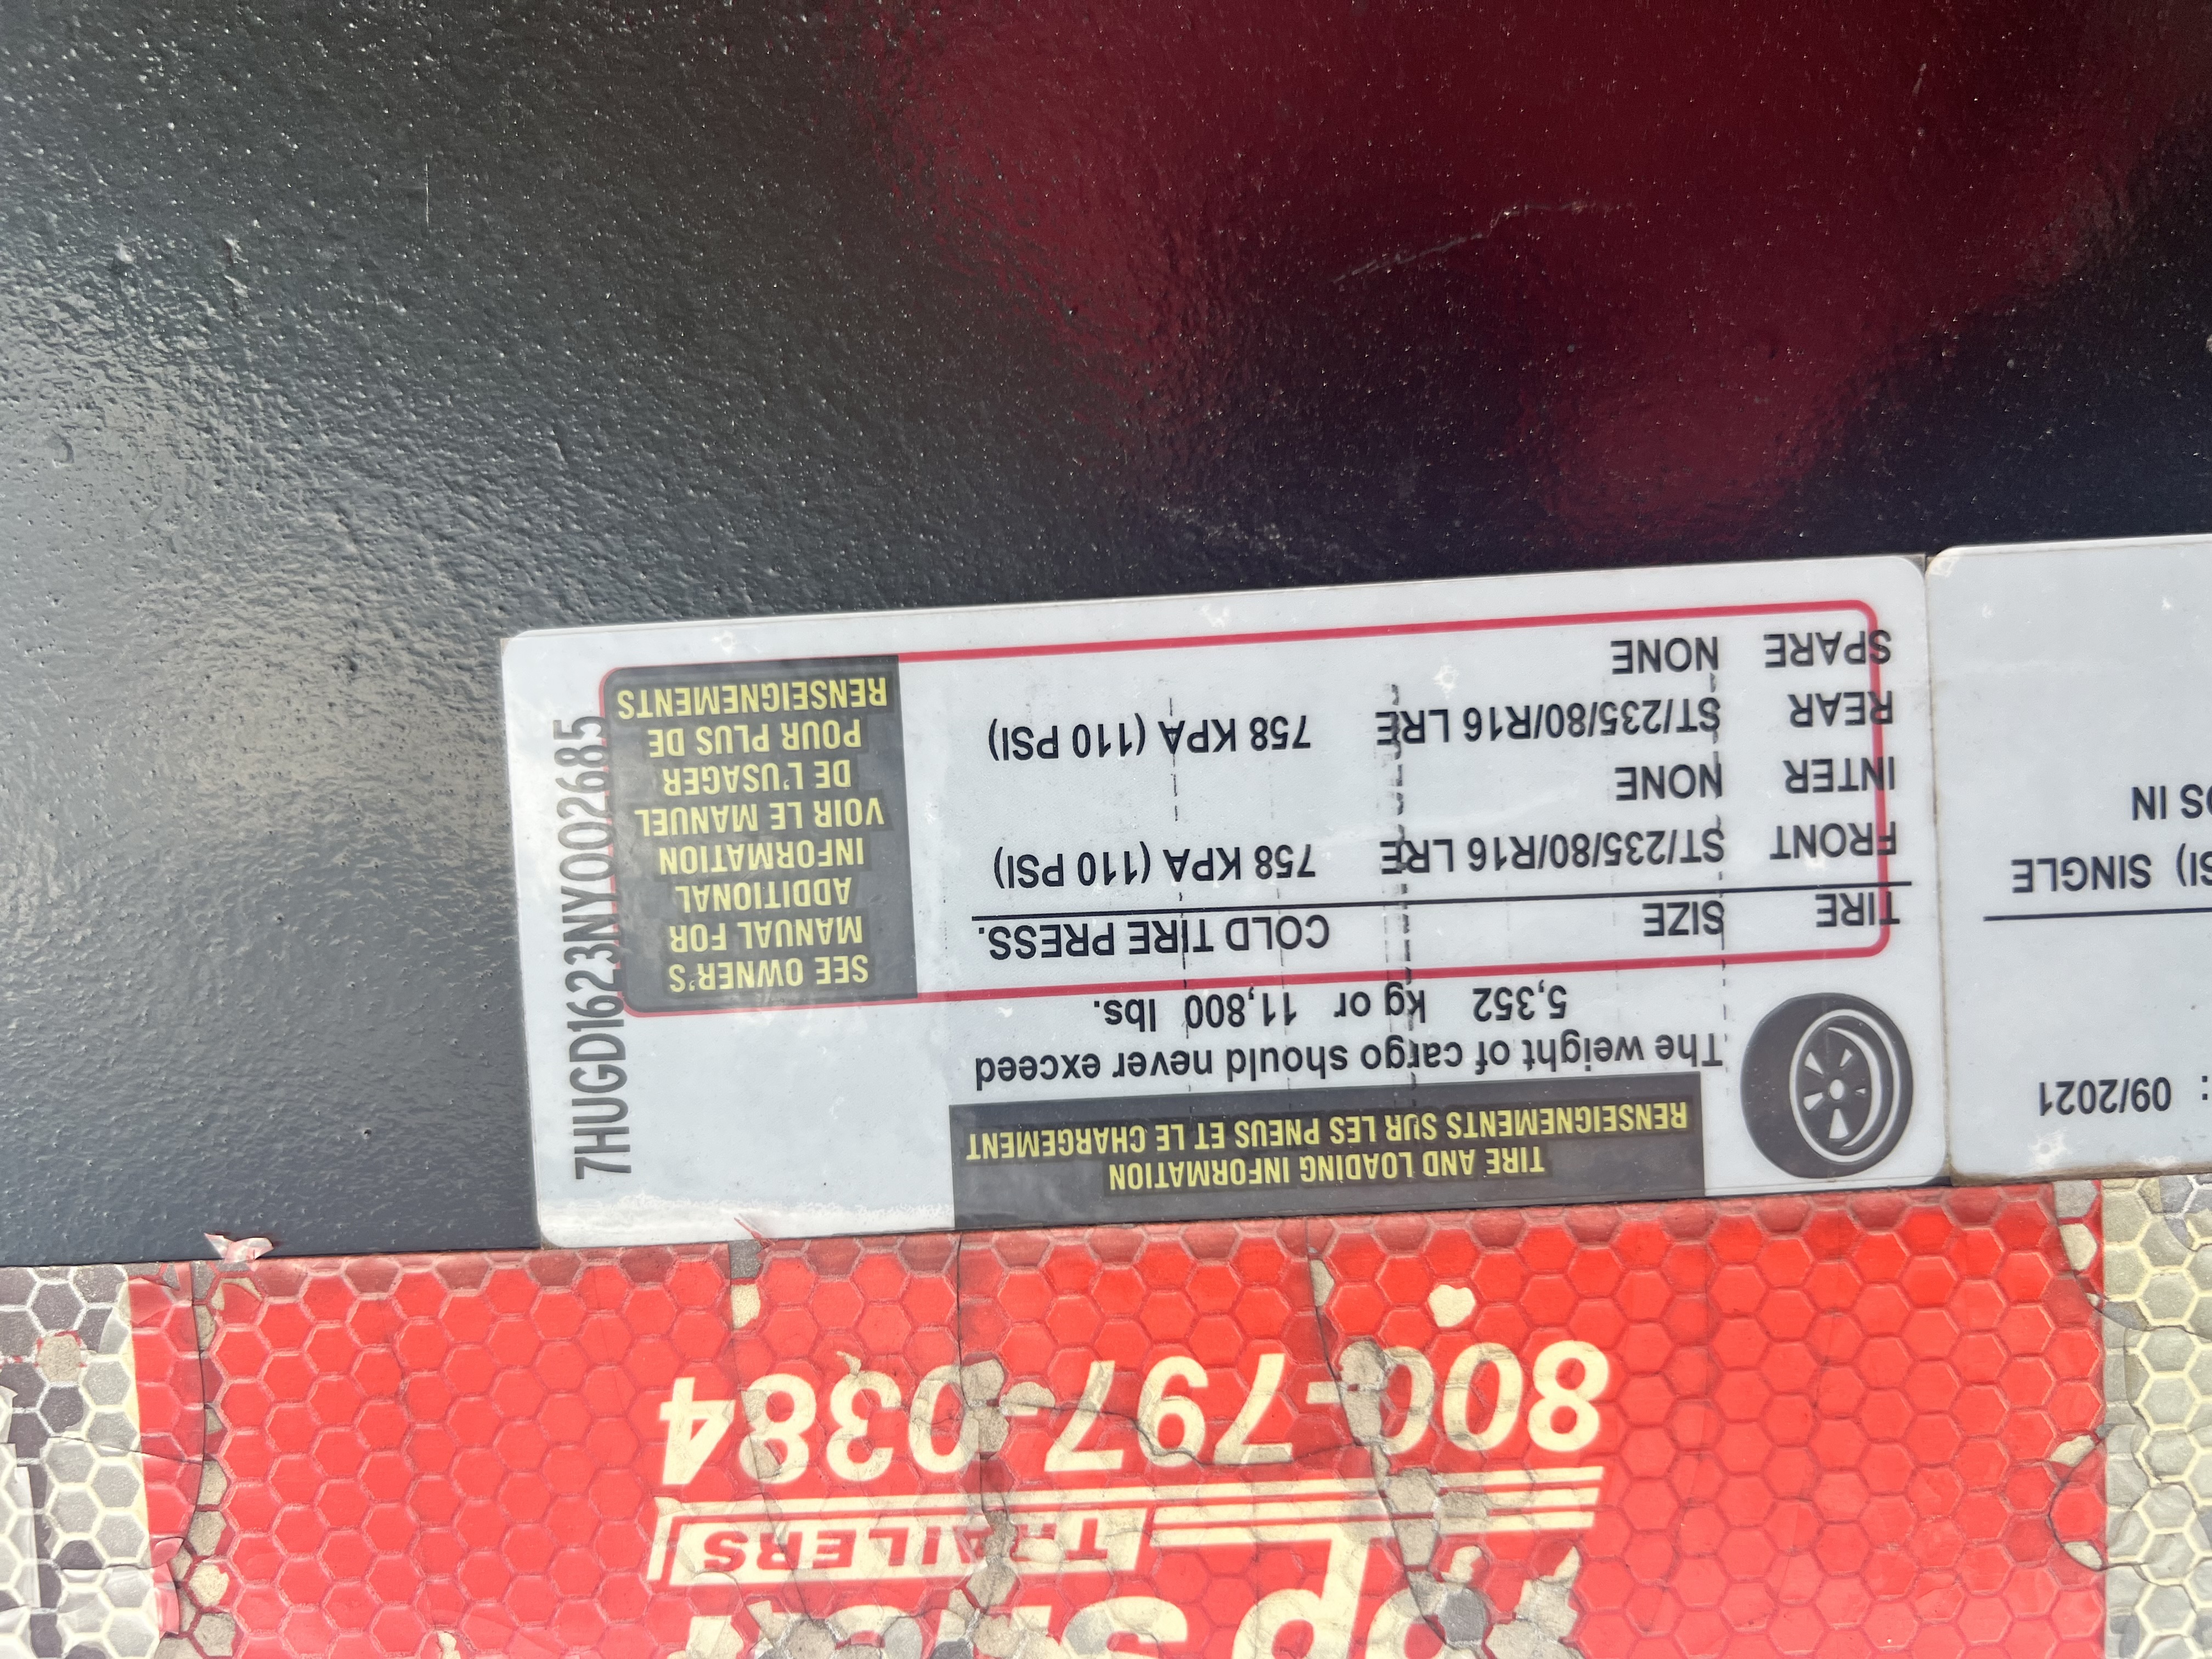 TIRE AND LOADING INFORMATION
RENSEIGNEMENTS SUR LES PNEUS ET LE CHARGEMENT
The weight of cargo should never exceed
5,352 kg or 11,800 lbs.
TIRE SIZE COLD TIRE PRESS.
FRONT ST/235/80/R16 LRE 758 KPA (110 PSI)
INTER NONE
REAR ST/235/80/R16 LRE 758 KPA (110 PSI)
SPARE NONE
SEE OWNER'S
MANUAL FOR
ADDITIONAL
INFORMATION
VOIR LE MANUEL
DE L'USAGER
POUR PLUS DE
RENSEIGNEMENTS
7HUGD1623NY002685
: 09/2021
SI) SINGLE
DS IN
TRAILERS
800-797-0384